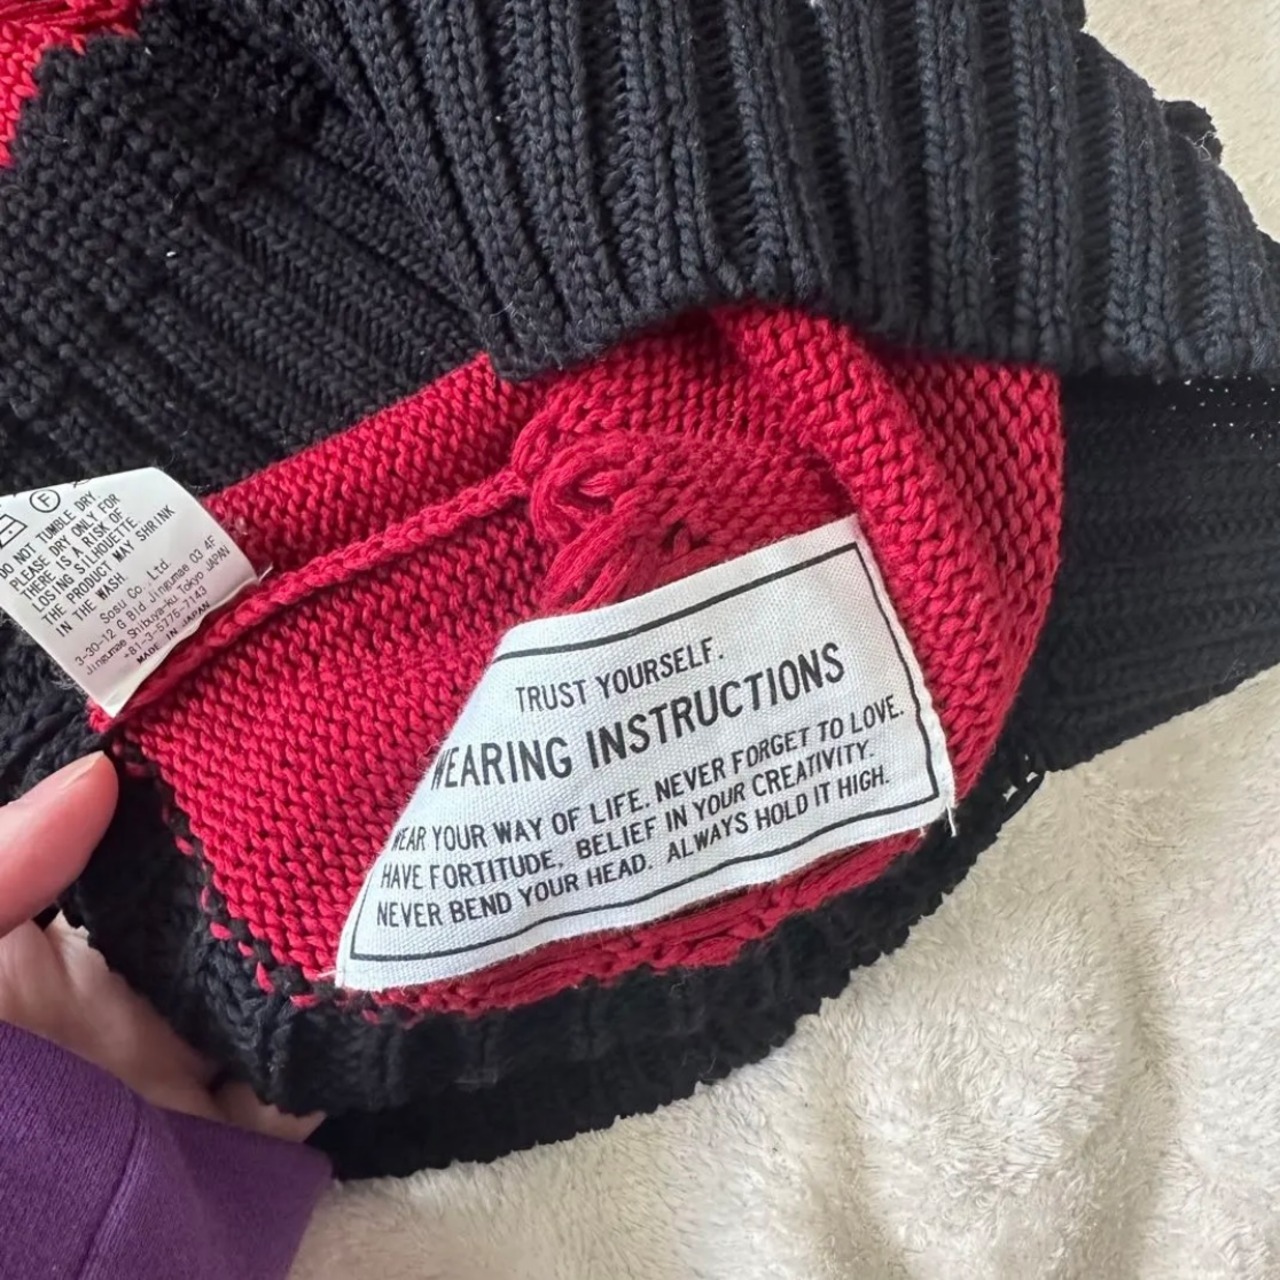 F
DO NOT TUMBLE DRY.
PLEASE DRY ONLY FOR
THERE IS A RISK OF
LOSING SILHOUETTE.
THE PRODUCT MAY SHRINK
IN THE WASH.
Sosu Co., Ltd.
3-30-12 G Bld Jingumae 03 4F
Jingumae Shibuya-ku Tokyo JAPAN
+81-3-5775-7143
MADE IN JAPAN
TRUST YOURSELF.
WEARING INSTRUCTIONS
WEAR YOUR WAY OF LIFE. NEVER FORGET TO LOVE.
HAVE FORTITUDE. BELIEF IN YOUR CREATIVITY.
NEVER BEND YOUR HEAD. ALWAYS HOLD IT HIGH.